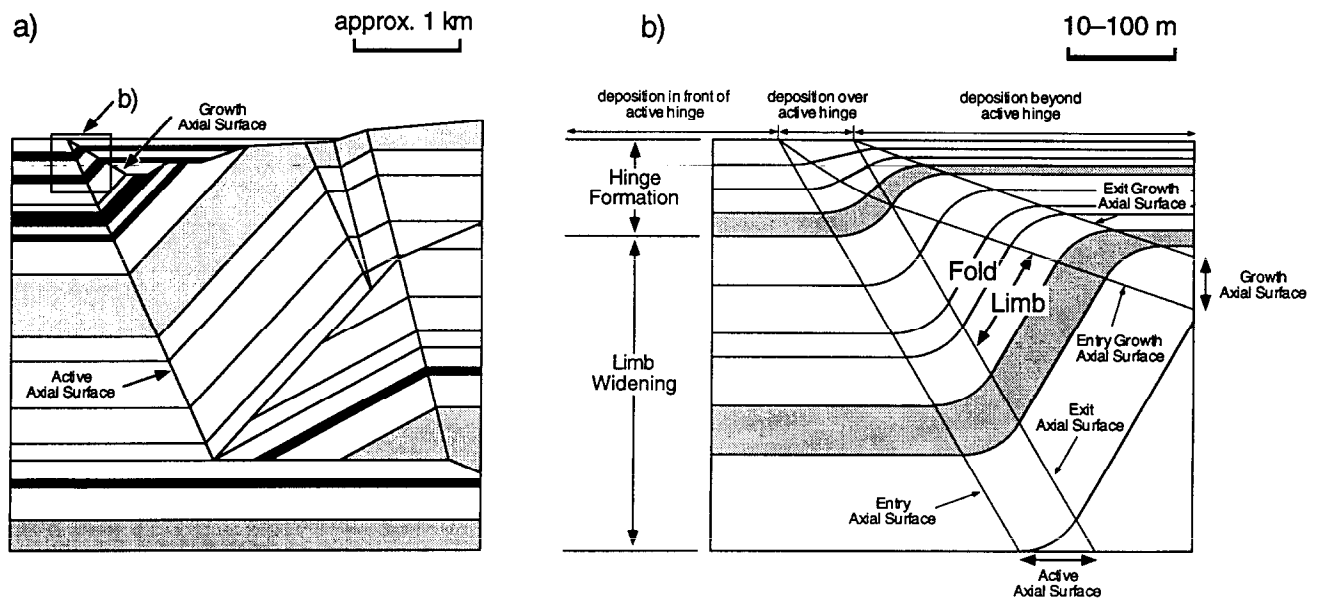 a)
approx. 1 km
b)
Growth
Axial Surface
Active
Axial Surface
b)
10–100 m
deposition in front of
active hinge
deposition over
active hinge
deposition beyond
active hinge
Hinge
Formation
Limb
Widening
Exit Growth
Axial Surface
Fold
Limb
Growth
Axial Surface
Entry Growth
Axial Surface
Exit
Axial Surface
Entry
Axial Surface
Active
Axial Surface